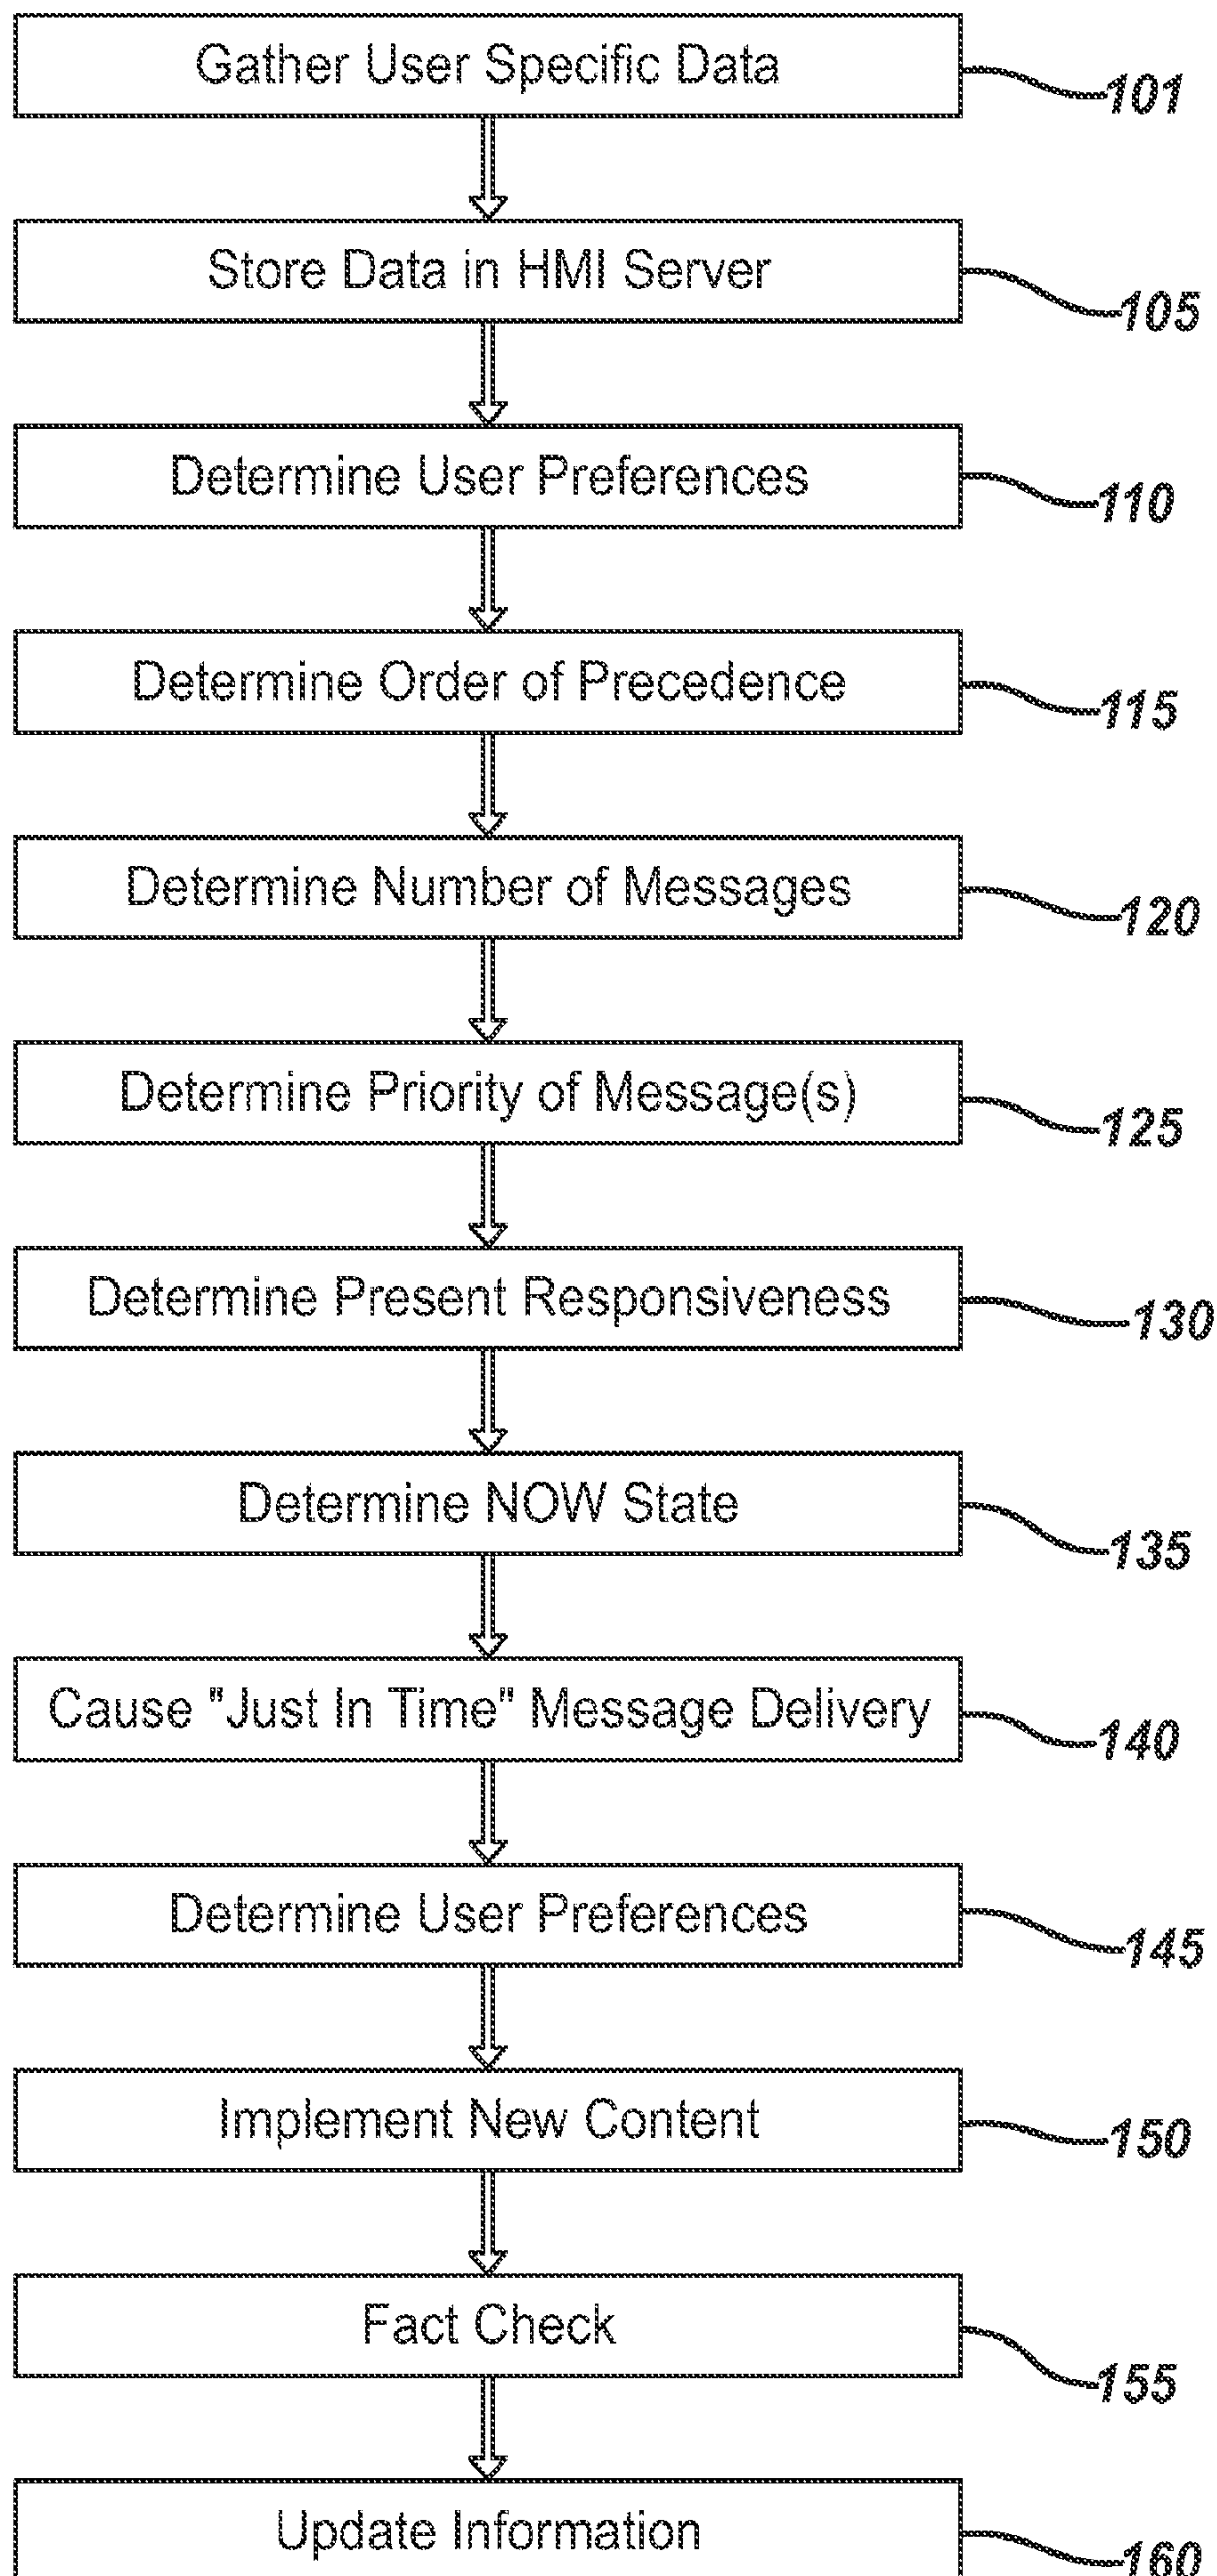 Gather User Specific Data
101
Store Data in HMI Server
105
Determine User Preferences
110
Determine Order of Precedence
115
Determine Number of Messages
120
Determine Priority of Message(s)
125
Determine Present Responsiveness
130
Determine NOW State
135
Cause "Just In Time" Message Delivery
140
Determine User Preferences
145
Implement New Content
150
Fact Check
155
Update Information
160